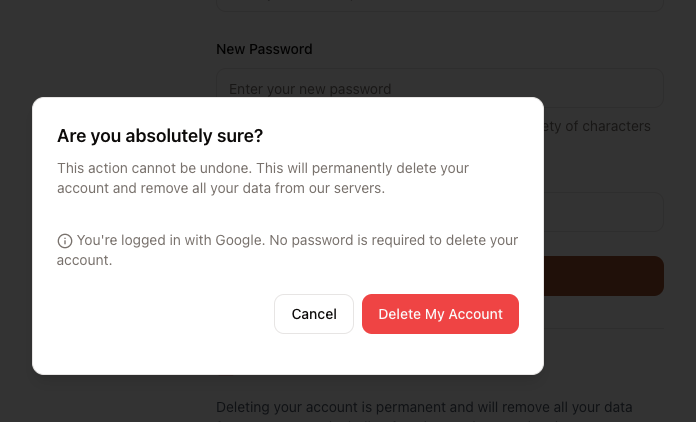 New Password
Enter your new password
ety of characters
Are you absolutely sure?
This action cannot be undone. This will permanently delete your
account and remove all your data from our servers.
You're logged in with Google. No password is required to delete your
account.
Cancel
Delete My Account
Deleting your account is permanent and will remove all your data